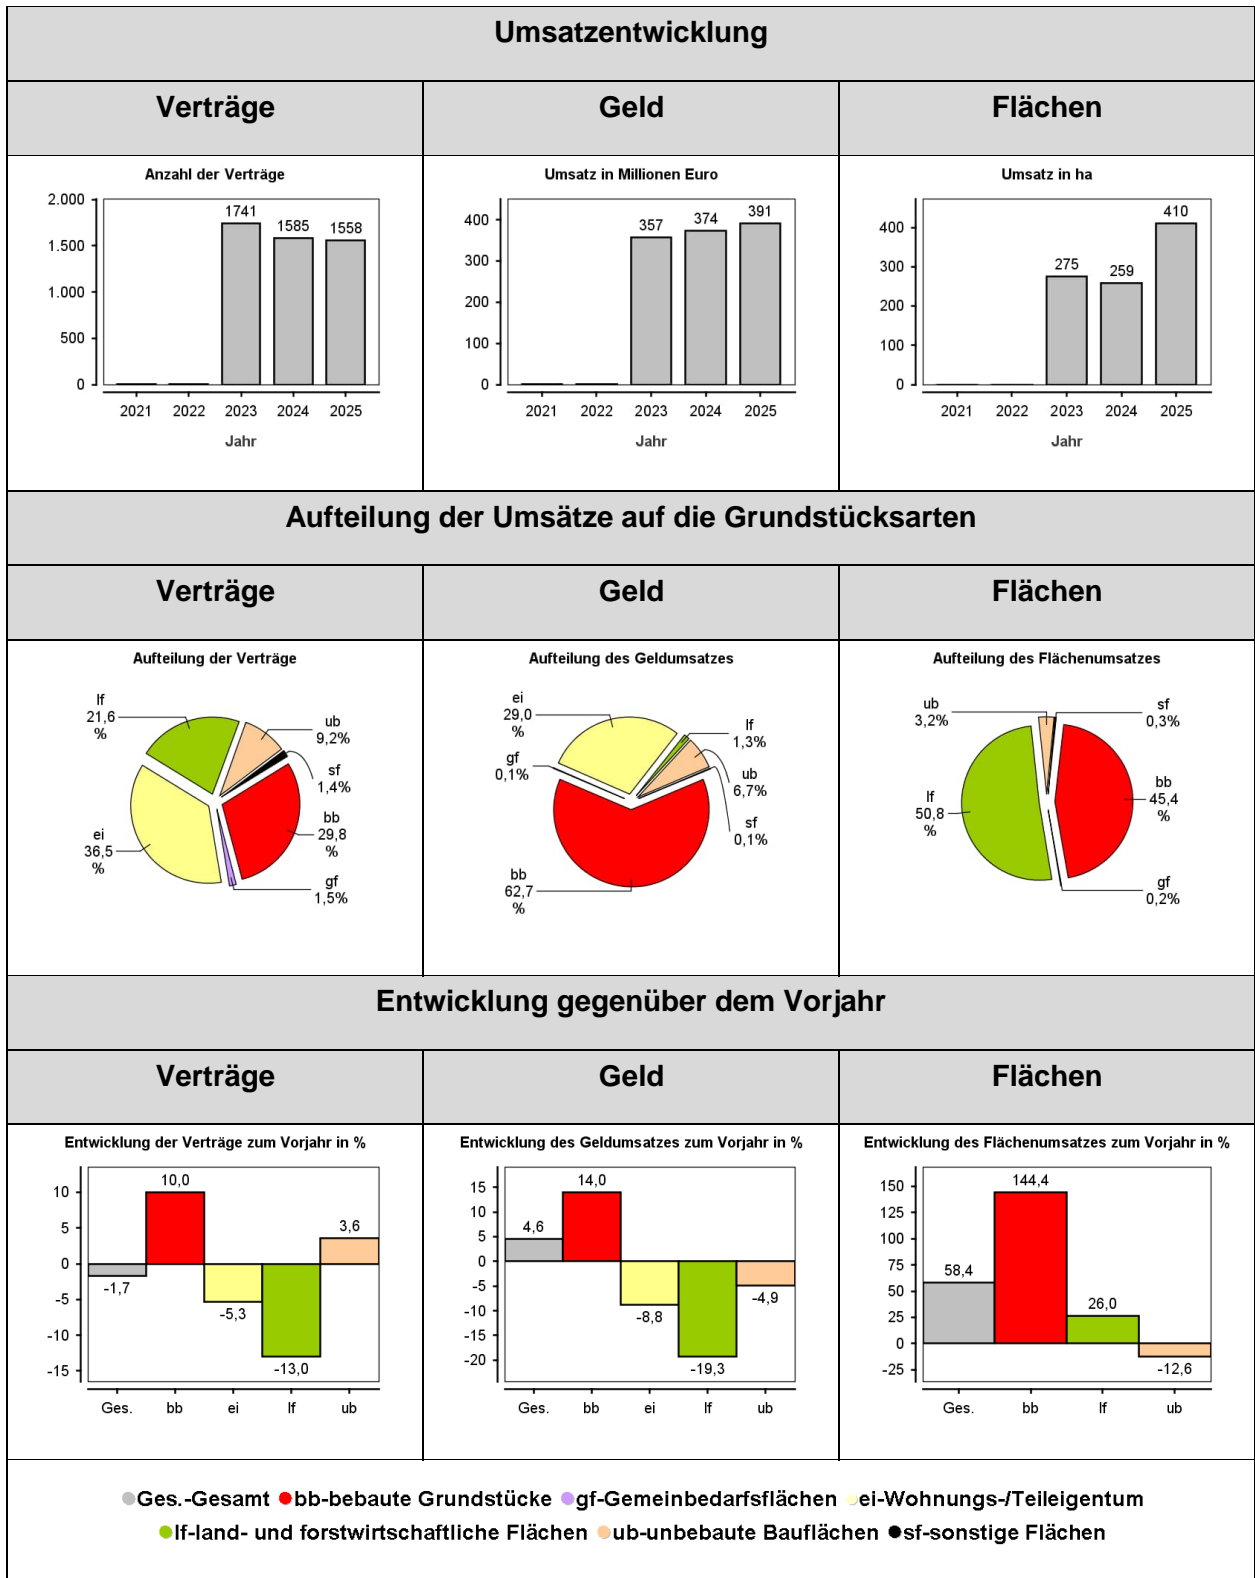 Umsatzentwicklung
Verträge
Geld
Flächen
Anzahl der Verträge
2.000
1.500
1.000
500
0
1741
1585
1558
2021 2022 2023 2024 2025
Jahr
Umsatz in Millionen Euro
400
300
200
100
0
357
374
391
2021 2022 2023 2024 2025
Umsatz in ha
400
300
200
100
0
275
259
410
2021 2022 2023 2024 2025
Jahr
Aufteilung der Umsätze auf die Grundstücksarten
Verträge
Geld
Flächen
Aufteilung der Verträge
lf
21,6
%
ub
9,2%
sf
1,4%
bb
29,8
%
gf
1,5%
ei
36,5
%
Aufteilung des Geldumsatzes
ei
29,0
%
lf
1,3%
gf
0,1%
ub
6,7%
sf
0,1%
bb
62,7
%
Aufteilung des Flächenumsatzes
ub
3,2%
sf
0,3%
bb
45,4
%
lf
50,8
%
gf
0,2%
Entwicklung gegenüber dem Vorjahr
Verträge
Geld
Flächen
Entwicklung der Verträge zum Vorjahr in %
10
5
0
-5
-10
-15
-1,7
10,0
-5,3
-13,0
3,6
Ges. bb ei lf ub
Entwicklung des Geldumsatzes zum Vorjahr in %
15
10
5
0
-5
-10
-15
-20
4,6
14,0
-8,8
-19,3
-4,9
Ges. bb ei lf ub
Entwicklung des Flächenumsatzes zum Vorjahr in %
150
125
100
75
50
25
0
-25
58,4
144,4
26,0
-12,6
Ges. bb lf ub
Ges.-Gesamt bb-bebaute Grundstücke gf-Gemeinbedarfsflächen ei-Wohnungs-/Teileigentum
lf-land- und forstwirtschaftliche Flächen ub-unbebaute Bauflächen sf-sonstige Flächen